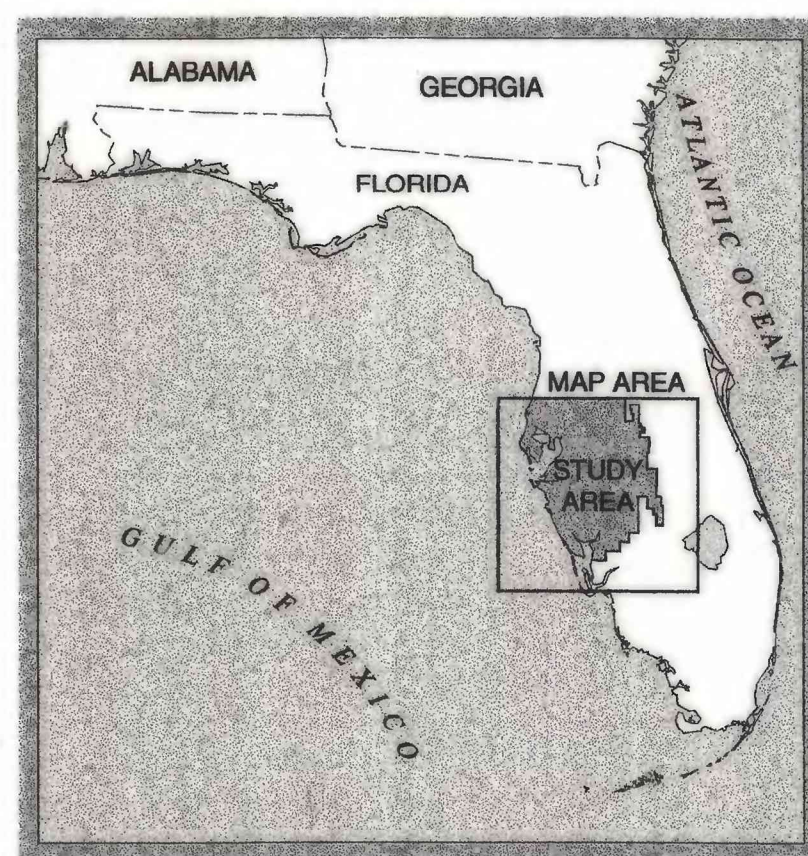 ALABAMA
GEORGIA
ATLANTIC OCEAN
FLORIDA
MAP AREA
STUDY
AREA
GULF OF MEXICO